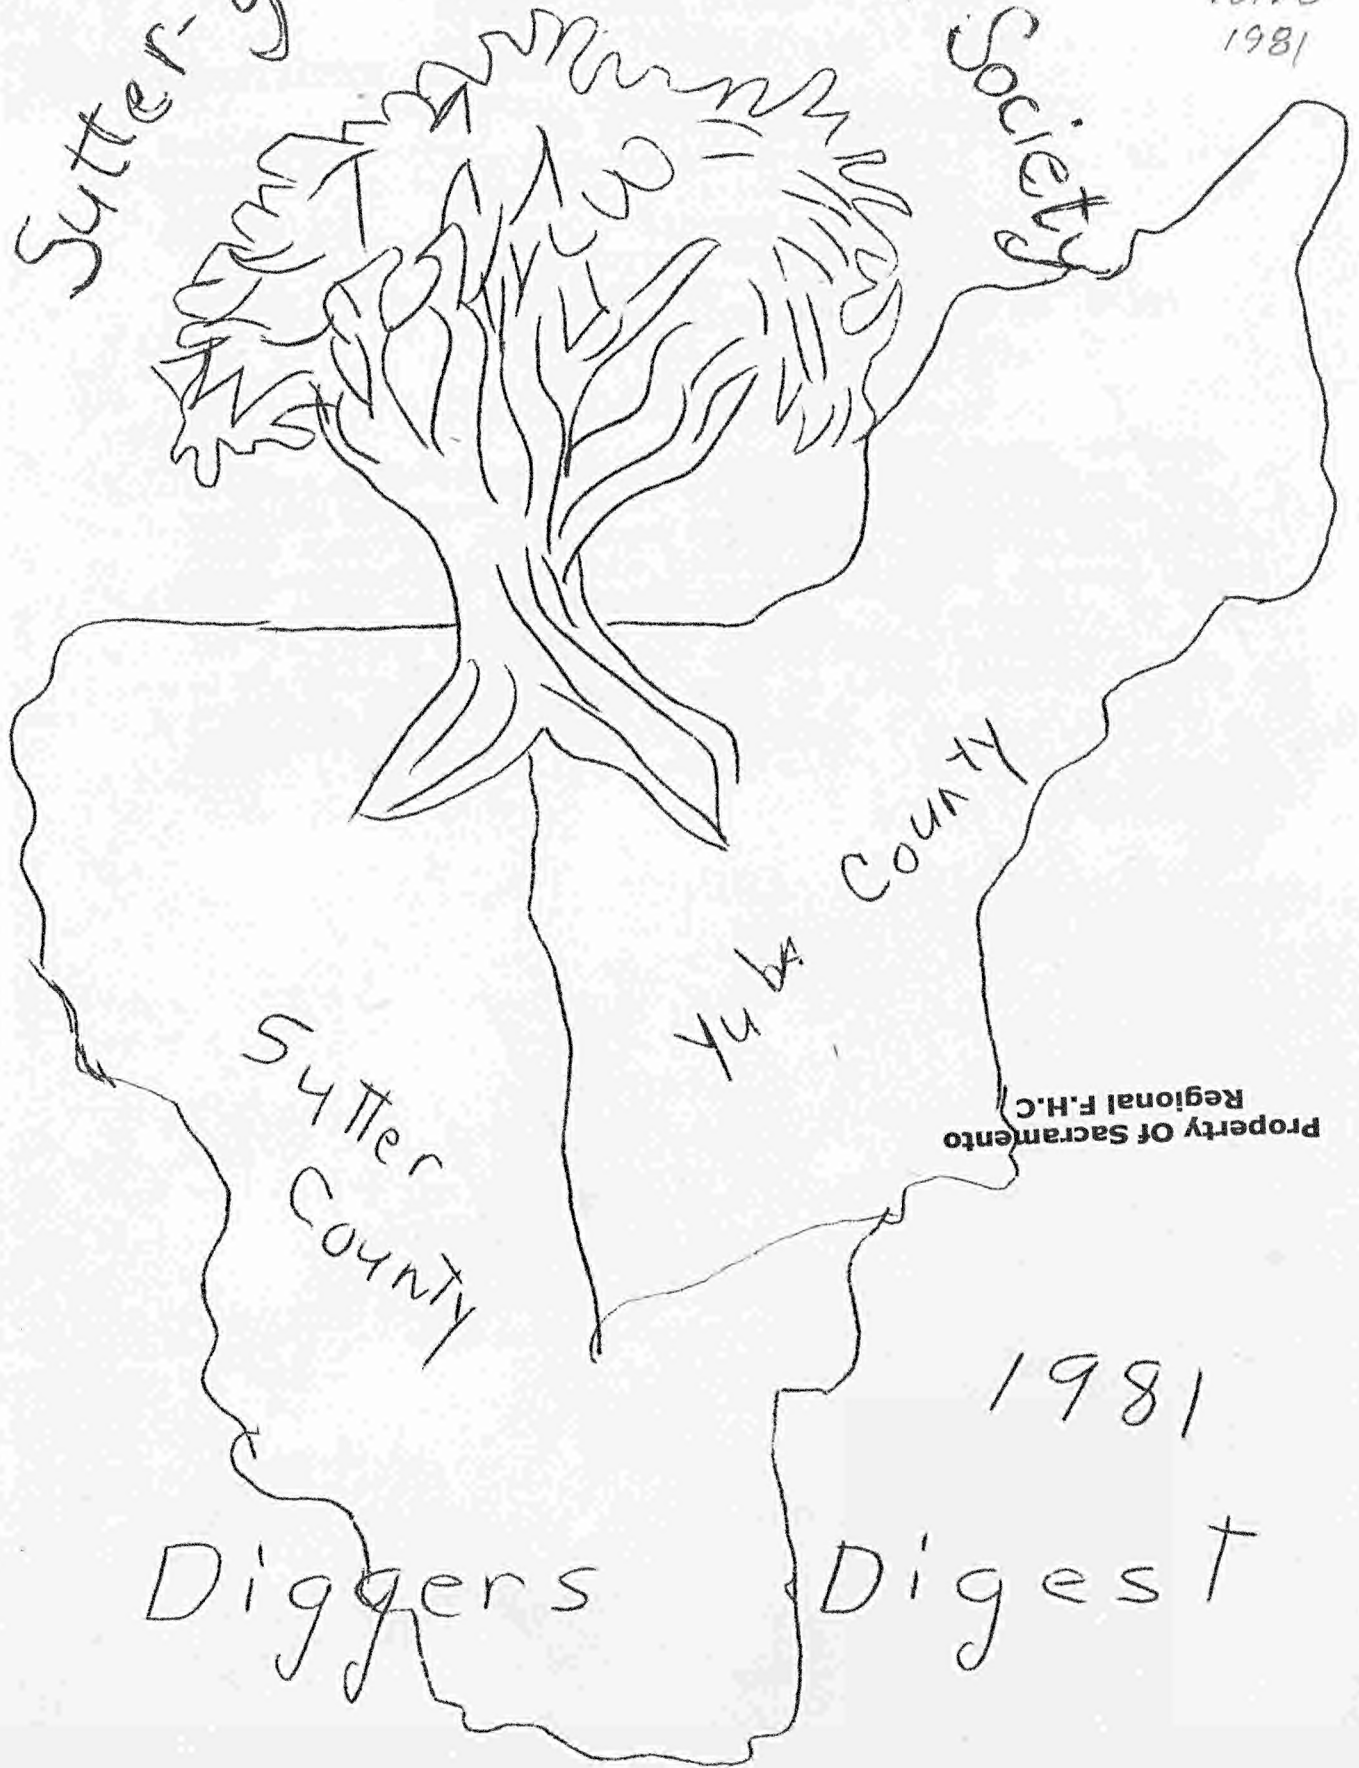 Sutter-
Society
1981
Yuba County
Sutter
County
Property Of Sacramento
Regional F.H.C
1981
Diggers Digest